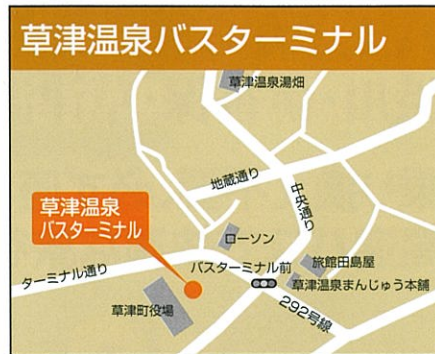 草津温泉バスターミナル
草津温泉湯畑
地蔵通り
中央通り
草津温泉
バスターミナル
ローソン
旅館田島屋
ターミナル通り
バスターミナル前
草津温泉まんじゅう本舗
草津町役場
292号線